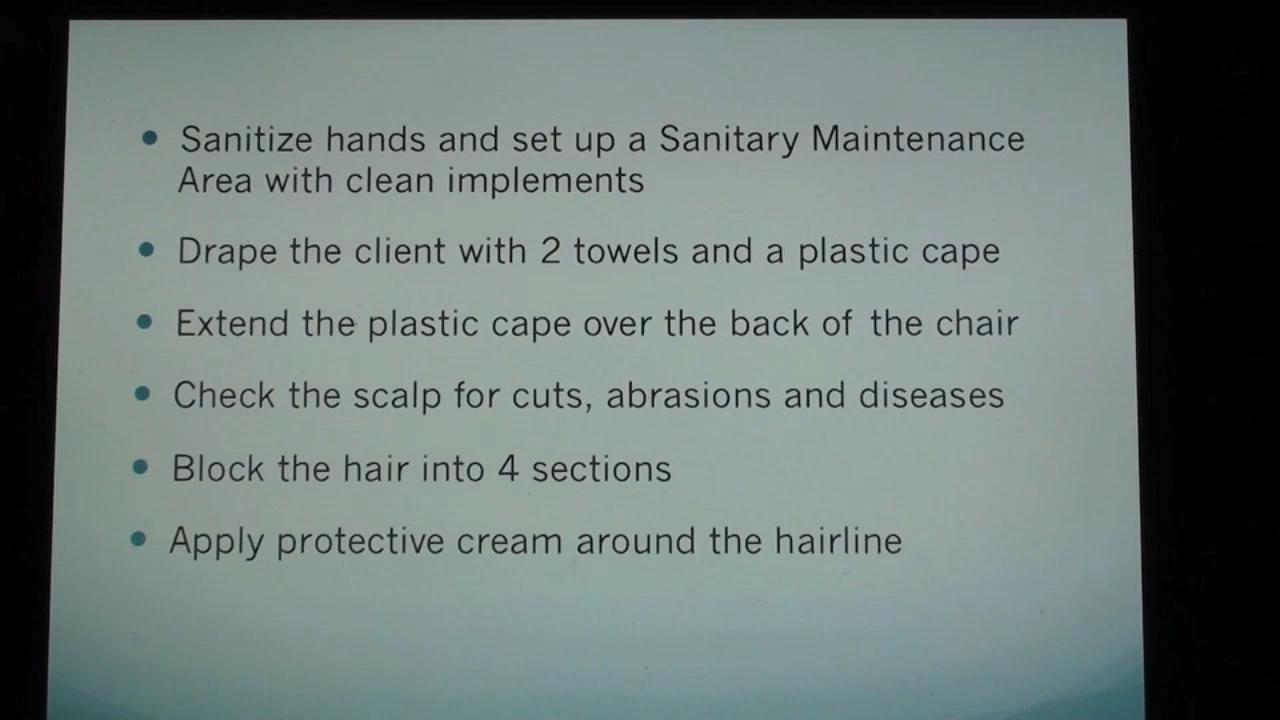 • Sanitize hands and set up a Sanitary Maintenance
Area with clean implements
• Drape the client with 2 towels and a plastic cape
• Extend the plastic cape over the back of the chair
• Check the scalp for cuts, abrasions and diseases
• Block the hair into 4 sections
• Apply protective cream around the hairline